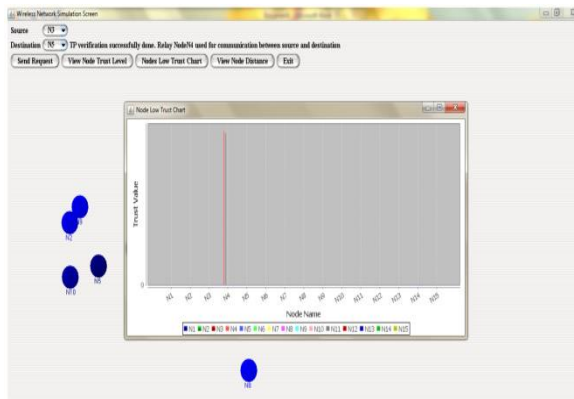 Wireless Network Simulation Screen
Source N3
Destination N5 TP verification successfully done. Relay NodeN4 used for communication between source and destination
Send Request View Node Trust Level Nodes Low Trust Chart View Node Distance Exit
Node Low Trust Chart
Trust Value
0
N1 N2 N3 N4 N5 N6 N7 N8 N9 N10 N11 N12 N13 N14 N15
Node Name
N1 N2 N3 N4 N5 N6 N7 N8 N9 N10 N11 N12 N13 N14 N15
N2
N5
N10
N8